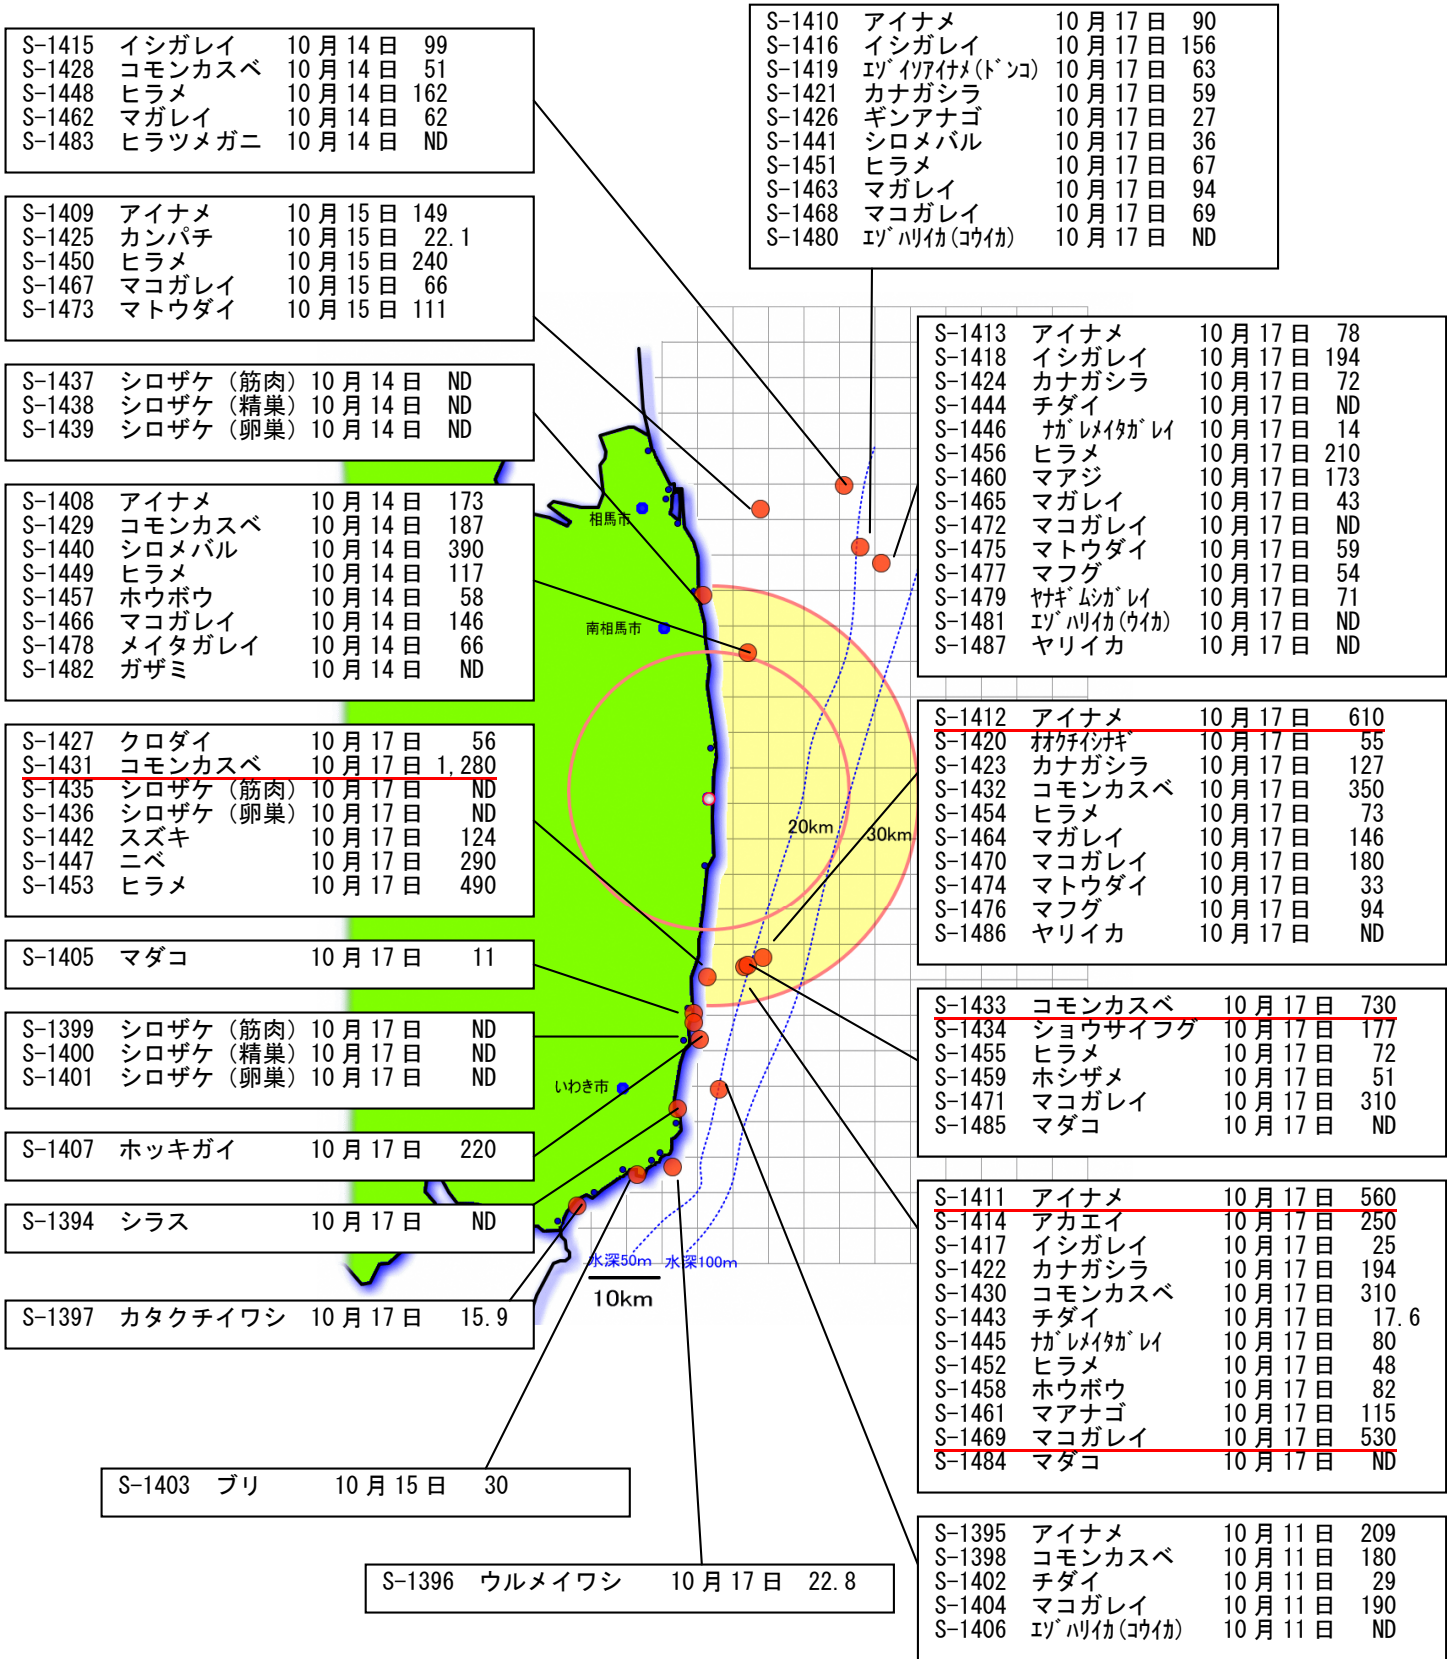 S-1415 イシガレイ 10月14日 99
S-1428 コモンカスベ 10月14日 51
S-1448 ヒラメ 10月14日 162
S-1462 マガレイ 10月14日 62
S-1483 ヒラツメガニ 10月14日 ND
S-1410 アイナメ 10月17日 90
S-1416 イシガレイ 10月17日 156
S-1419 ｴｿﾞｲｿｱｲﾅﾒ(ﾄﾞﾝｺ) 10月17日 63
S-1421 カナガシラ 10月17日 59
S-1426 ギンアナゴ 10月17日 27
S-1441 シロメバル 10月17日 36
S-1451 ヒラメ 10月17日 67
S-1463 マガレイ 10月17日 94
S-1468 マコガレイ 10月17日 69
S-1480 ｴｿﾞﾊﾘｲｶ(ｺｳｲｶ) 10月17日 ND
S-1409 アイナメ 10月15日 149
S-1425 カンパチ 10月15日 22.1
S-1450 ヒラメ 10月15日 240
S-1467 マコガレイ 10月15日 66
S-1473 マトウダイ 10月15日 111
S-1437 シロザケ（筋肉） 10月14日 ND
S-1438 シロザケ（精巣） 10月14日 ND
S-1439 シロザケ（卵巣） 10月14日 ND
S-1413 アイナメ 10月17日 78
S-1418 イシガレイ 10月17日 194
S-1424 カナガシラ 10月17日 72
S-1444 チダイ 10月17日 ND
S-1446 ﾅｶﾞﾚﾒｲﾀｶﾞﾚｲ 10月17日 14
S-1456 ヒラメ 10月17日 210
S-1460 マアジ 10月17日 173
S-1465 マガレイ 10月17日 43
S-1472 マコガレイ 10月17日 ND
S-1475 マトウダイ 10月17日 59
S-1477 マフグ 10月17日 54
S-1479 ﾔﾅｷﾞﾑｼｶﾞﾚｲ 10月17日 71
S-1481 ｴｿﾞﾊﾘｲｶ(ｳｲｶ) 10月17日 ND
S-1487 ヤリイカ 10月17日 ND
S-1408 アイナメ 10月14日 173
S-1429 コモンカスベ 10月14日 187
S-1440 シロメバル 10月14日 390
S-1449 ヒラメ 10月14日 117
S-1457 ホウボウ 10月14日 58
S-1466 マコガレイ 10月14日 146
S-1478 メイタガレイ 10月14日 66
S-1482 ガザミ 10月14日 ND
相馬市
南相馬市
S-1427 クロダイ 10月17日 56
S-1431 コモンカスベ 10月17日 1,280
S-1435 シロザケ（筋肉） 10月17日 ND
S-1436 シロザケ（卵巣） 10月17日 ND
S-1442 スズキ 10月17日 124
S-1447 ニベ 10月17日 290
S-1453 ヒラメ 10月17日 490
20km
30km
S-1412 アイナメ 10月17日 610
S-1420 ｵｵｸﾁｲｼﾅｷﾞ 10月17日 55
S-1423 カナガシラ 10月17日 127
S-1432 コモンカスベ 10月17日 350
S-1454 ヒラメ 10月17日 73
S-1464 マガレイ 10月17日 146
S-1470 マコガレイ 10月17日 180
S-1474 マトウダイ 10月17日 33
S-1476 マフグ 10月17日 94
S-1486 ヤリイカ 10月17日 ND
S-1405 マダコ 10月17日 11
S-1399 シロザケ（筋肉） 10月17日 ND
S-1400 シロザケ（精巣） 10月17日 ND
S-1401 シロザケ（卵巣） 10月17日 ND
S-1433 コモンカスベ 10月17日 730
S-1434 ショウサイフグ 10月17日 177
S-1455 ヒラメ 10月17日 72
S-1459 ホシザメ 10月17日 51
S-1471 マコガレイ 10月17日 310
S-1485 マダコ 10月17日 ND
いわき市
S-1407 ホッキガイ 10月17日 220
S-1394 シラス 10月17日 ND
S-1397 カタクチイワシ 10月17日 15.9
水深50m 水深100m
10km
S-1411 アイナメ 10月17日 560
S-1414 アカエイ 10月17日 250
S-1417 イシガレイ 10月17日 25
S-1422 カナガシラ 10月17日 194
S-1430 コモンカスベ 10月17日 310
S-1443 チダイ 10月17日 17.6
S-1445 ﾅｶﾞﾚﾒｲﾀｶﾞﾚｲ 10月17日 80
S-1452 ヒラメ 10月17日 48
S-1458 ホウボウ 10月17日 82
S-1461 マアナゴ 10月17日 115
S-1469 マコガレイ 10月17日 530
S-1484 マダコ 10月17日 ND
S-1403 ブリ 10月15日 30
S-1396 ウルメイワシ 10月17日 22.8
S-1395 アイナメ 10月11日 209
S-1398 コモンカスベ 10月11日 180
S-1402 チダイ 10月11日 29
S-1404 マコガレイ 10月11日 190
S-1406 ｴｿﾞﾊﾘｲｶ(ｺｳｲｶ) 10月11日 ND